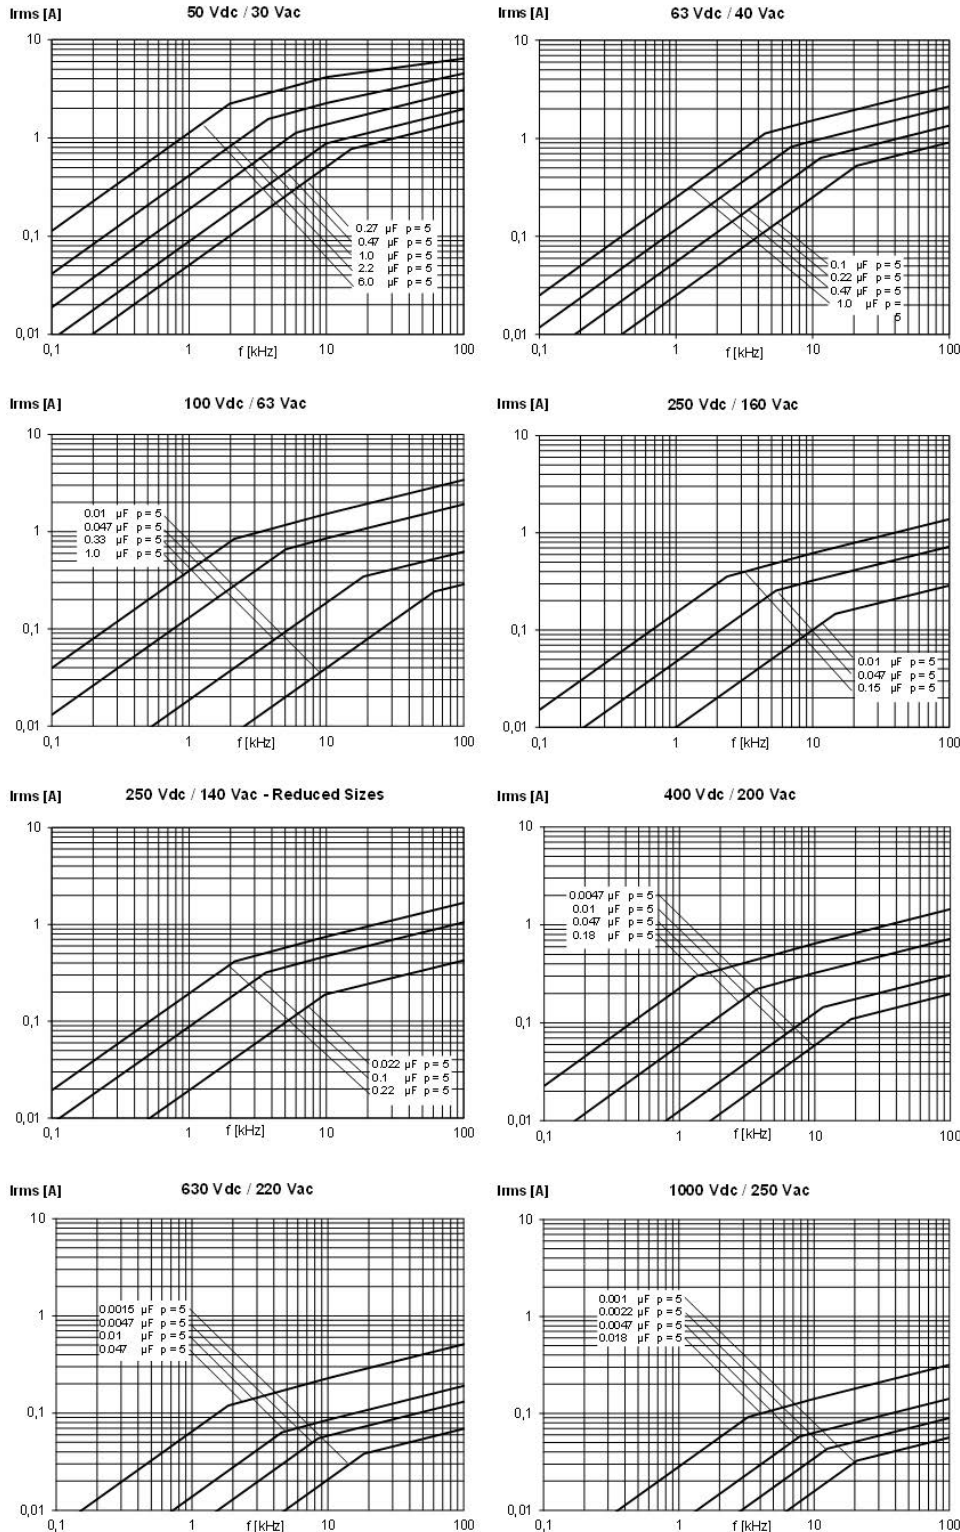 Irms [A]
50 Vdc / 30 Vac
10
1
0,1
0,01
0.27 µF p = 5
0.47 µF p = 5
1.0 µF p = 5
2.2 µF p = 5
6.0 µF p = 5
0,1
1
10
100
f [kHz]
Irms [A]
63 Vdc / 40 Vac
10
1
0,1
0,01
0.1 µF p = 5
0.22 µF p = 5
0.47 µF p = 5
1.0 µF p =
5
0,1
1
10
100
f [kHz]
Irms [A]
100 Vdc / 63 Vac
10
1
0,1
0,01
0.01 µF p = 5
0.047 µF p = 5
0.33 µF p = 5
1.0 µF p = 5
0,1
1
10
100
f [kHz]
Irms [A]
250 Vdc / 160 Vac
10
1
0,1
0,01
0.01 µF p = 5
0.047 µF p = 5
0.15 µF p = 5
0,1
1
10
100
f [kHz]
Irms [A]
250 Vdc / 140 Vac - Reduced Sizes
10
1
0,1
0,01
0.022 µF p = 5
0.1 µF p = 5
0.22 µF p = 5
0,1
1
10
100
f [kHz]
Irms [A]
400 Vdc / 200 Vac
10
1
0,1
0,01
0.0047 µF p = 5
0.01 µF p = 5
0.047 µF p = 5
0.18 µF p = 5
0,1
1
10
100
f [kHz]
Irms [A]
630 Vdc / 220 Vac
10
1
0,1
0,01
0.0015 µF p = 5
0.0047 µF p = 5
0.01 µF p = 5
0.047 µF p = 5
0,1
1
10
100
f [kHz]
Irms [A]
1000 Vdc / 250 Vac
10
1
0,1
0,01
0.001 µF p = 5
0.0022 µF p = 5
0.0047 µF p = 5
0.018 µF p = 5
0,1
1
10
100
f [kHz]